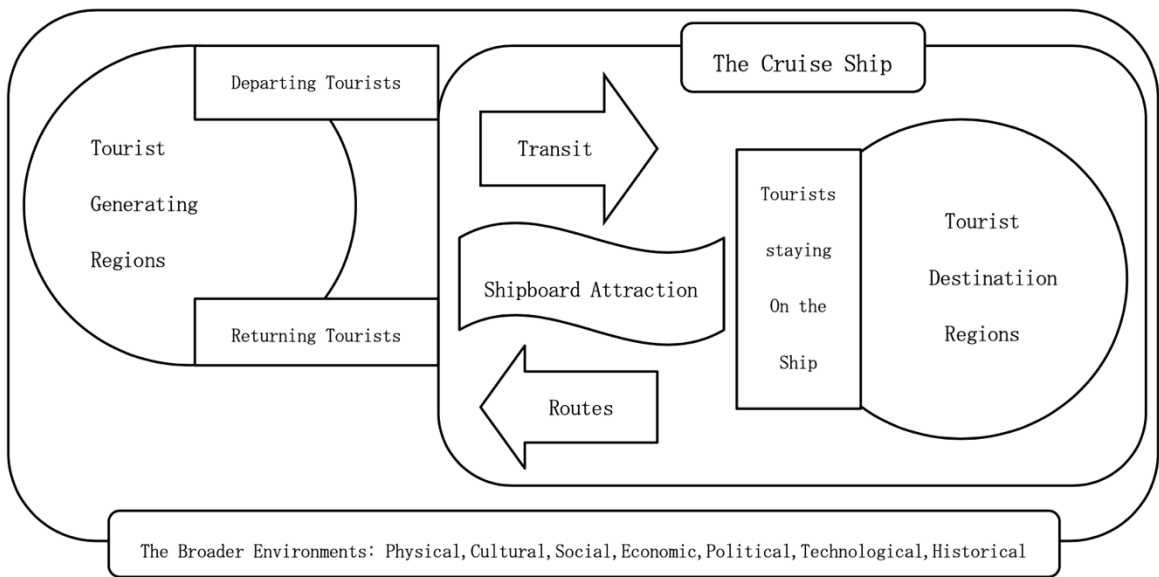 The Cruise Ship
Departing Tourists
Tourist
Generating
Regions
Returning Tourists
Transit
Shipboard Attraction
Routes
Tourists
staying
On the
Ship
Tourist
Destinatiion
Regions
The Broader Environments: Physical,Cultural,Social,Economic,Political,Technological,Historical